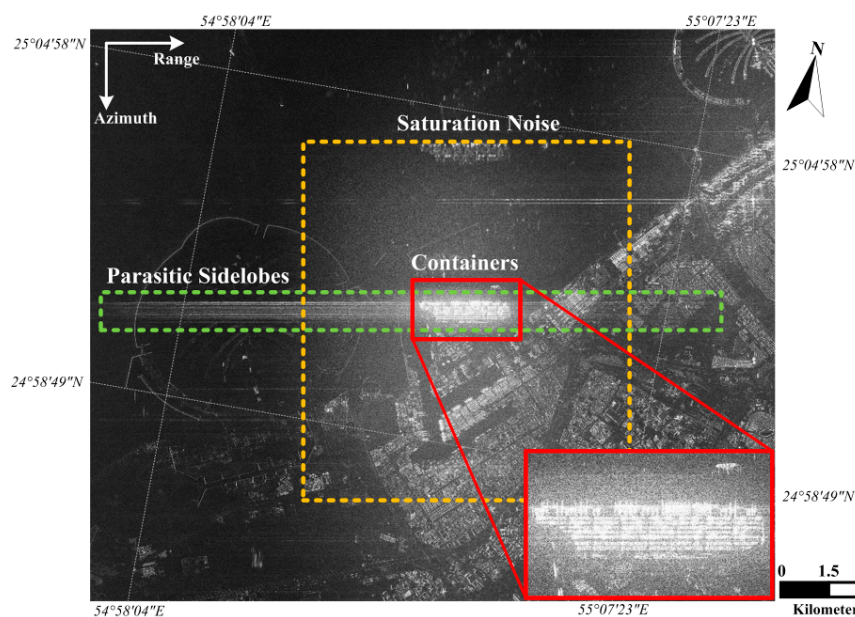 54°58'04"E
55°07'23"E
25°04'58"N
Range
Azimuth
N
Saturation Noise
25°04'58"N
Parasitic Sidelobes
Containers
24°58'49"N
24°58'49"N
0 1.5
Kilometer
54°58'04"E
55°07'23"E